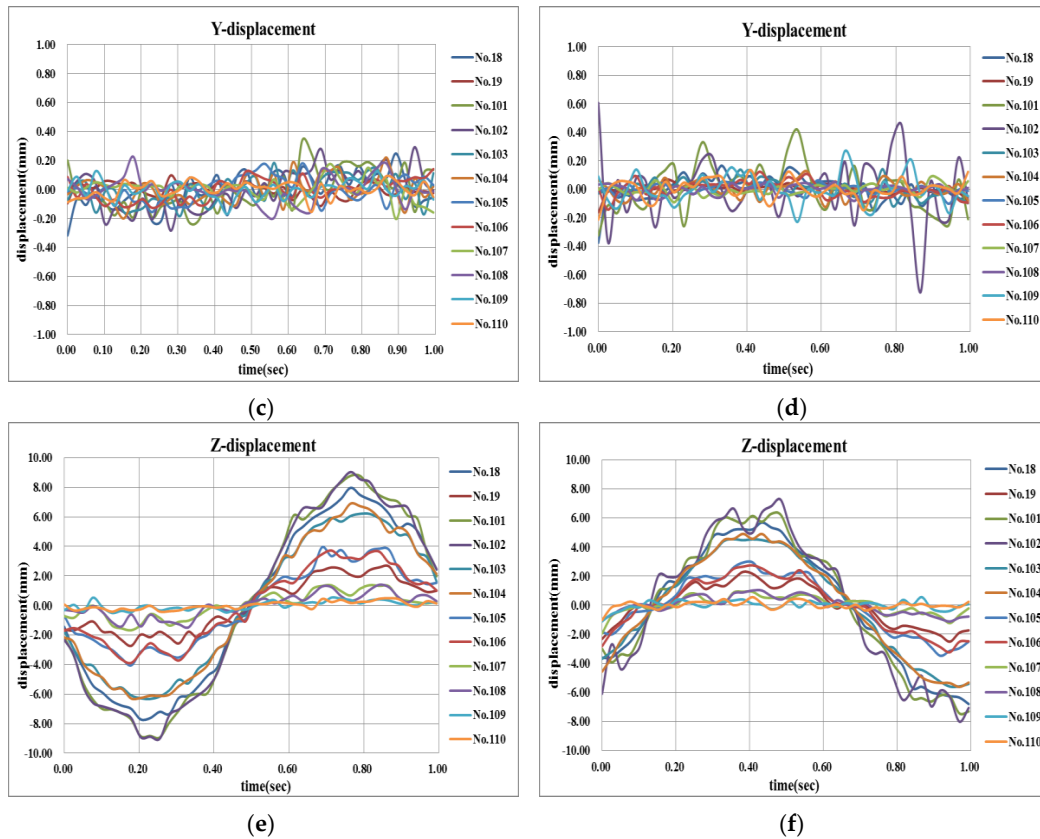 Y-displacement
1.00
0.80
0.60
0.40
0.20
0.00
-0.20
-0.40
-0.60
-0.80
-1.00
displacement(mm)
0.00 0.10 0.20 0.30 0.40 0.50 0.60 0.70 0.80 0.90 1.00
time(sec)
No.18
No.19
No.101
No.102
No.103
No.104
No.105
No.106
No.107
No.108
No.109
No.110
(c)
Y-displacement
1.00
0.80
0.60
0.40
0.20
0.00
-0.20
-0.40
-0.60
-0.80
-1.00
displacement(mm)
0.00 0.20 0.40 0.60 0.80 1.00
time(sec)
No.18
No.19
No.101
No.102
No.103
No.104
No.105
No.106
No.107
No.108
No.109
No.110
(d)
Z-displacement
10.00
8.00
6.00
4.00
2.00
0.00
-2.00
-4.00
-6.00
-8.00
-10.00
displacement(mm)
0.00 0.20 0.40 0.60 0.80 1.00
time(sec)
No.18
No.19
No.101
No.102
No.103
No.104
No.105
No.106
No.107
No.108
No.109
No.110
(e)
Z-displacement
10.00
8.00
6.00
4.00
2.00
0.00
-2.00
-4.00
-6.00
-8.00
-10.00
displacement(mm)
0.00 0.20 0.40 0.60 0.80 1.00
time(sec)
No.18
No.19
No.101
No.102
No.103
No.104
No.105
No.106
No.107
No.108
No.109
No.110
(f)